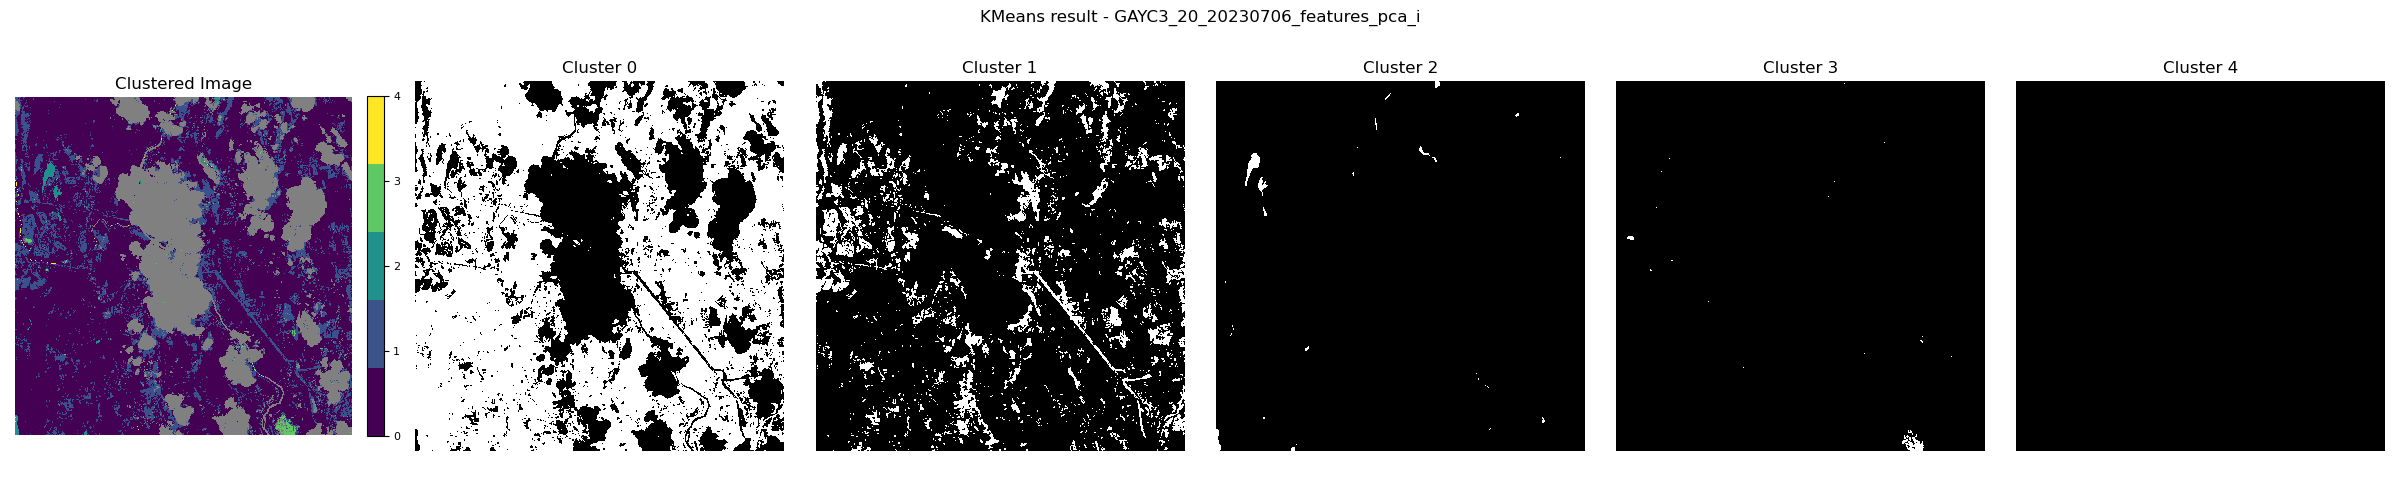 KMeans result - GAYC3_20_20230706_features_pca_i
Clustered Image
Cluster 0
Cluster 1
Cluster 2
Cluster 3
Cluster 4
4
3
2
1
0